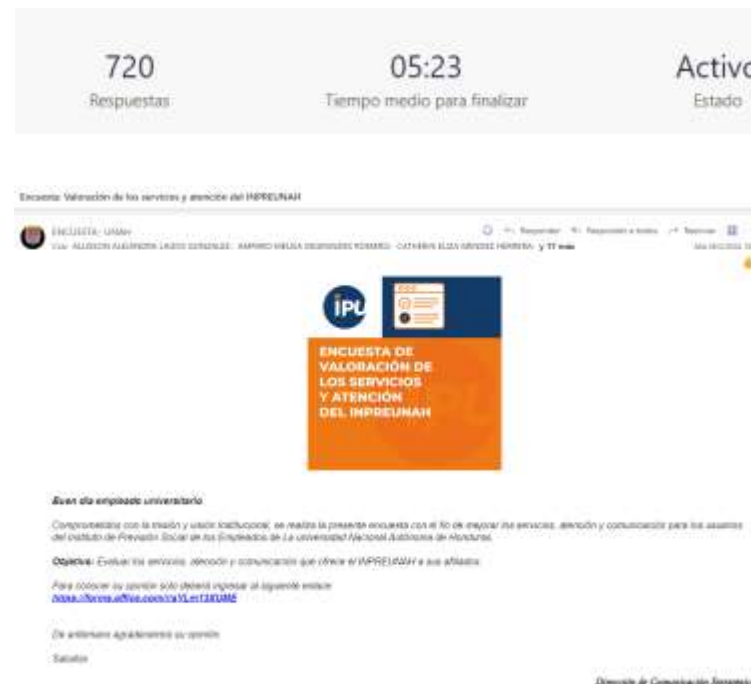 720
Respuestas
05:23
Tiempo medio para finalizar
Activo
Estado
Encuesta: Valoración de los servicios y atención del INPREUNAH
ENCUESTA UNAH
y 77 más
Responder
Responder a todos
Reenviar
iPU
ENCUESTA DE
VALORACIÓN DE
LOS SERVICIOS
Y ATENCIÓN
DEL INPREUNAH
Buen día empleado universitario
Comprometidos con la misión y visión institucional, se realiza la presente encuesta con el fin de mejorar los servicios, atención y comunicación para los usuarios
del Instituto de Previsión Social de los Empleados de La universidad Nacional Autónoma de Honduras.
Objetivo: Evaluar los servicios, atención y comunicación que ofrece el INPREUNAH a sus afiliados.
Para conocer su opinión solo deberá ingresar al siguiente enlace:
De antemano agradecemos su opinión.
Saludos